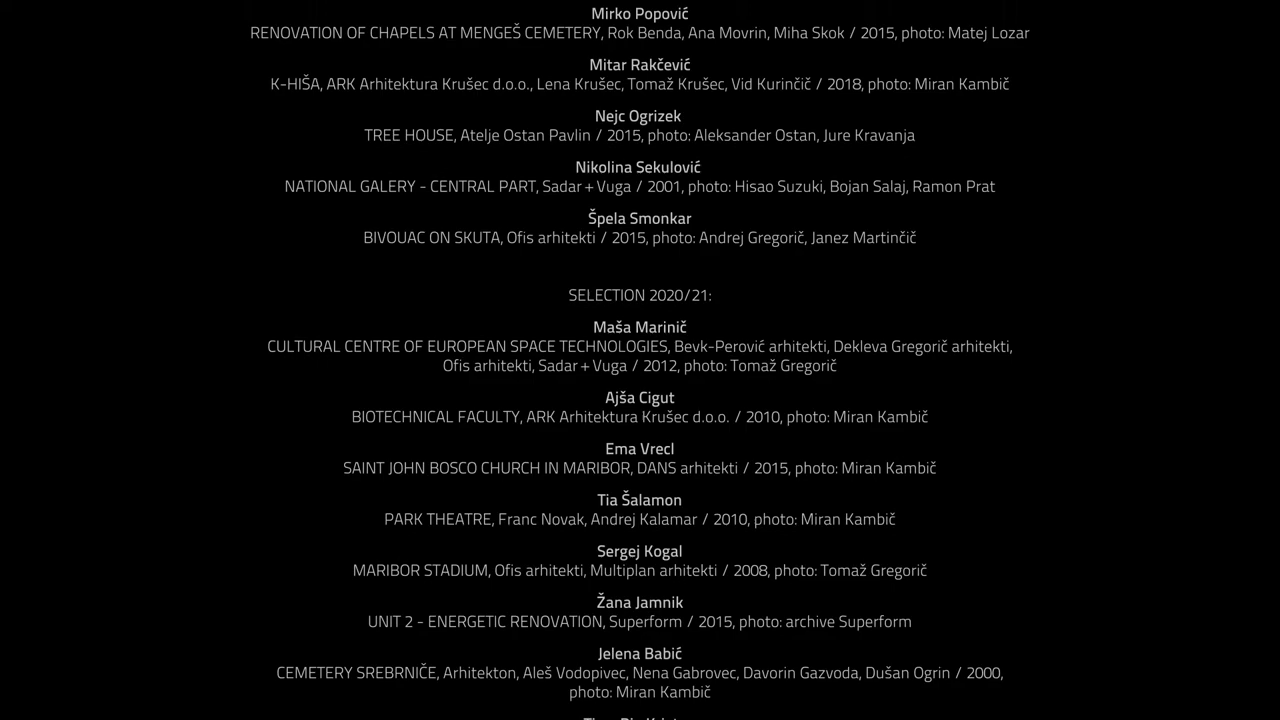 Mirko Popović
RENOVATION OF CHAPELS AT MENGEŠ CEMETERY, Rok Benda, Ana Movrin, Miha Skok / 2015, photo: Matej Lozar
Mitar Rakčević
K-HIŠA, ARK Arhitektura Krušec d.o.o., Lena Krušec, Tomaž Krušec, Vid Kurinčič / 2018, photo: Miran Kambič
Nejc Ogrizek
TREE HOUSE, Atelje Ostan Pavlin / 2015, photo: Aleksander Ostan, Jure Kravanja
Nikolina Sekulović
NATIONAL GALERY - CENTRAL PART, Sadar + Vuga / 2001, photo: Hisao Suzuki, Bojan Salaj, Ramon Prat
Špela Smonkar
BIVOUAC ON SKUTA, Ofis arhitekti / 2015, photo: Andrej Gregorič, Janez Martinčič
SELECTION 2020/21:
Maša Marinič
CULTURAL CENTRE OF EUROPEAN SPACE TECHNOLOGIES, Bevk-Perović arhitekti, Dekleva Gregorič arhitekti,
Ofis arhitekti, Sadar + Vuga / 2012, photo: Tomaž Gregorič
Ajša Cigut
BIOTECHNICAL FACULTY, ARK Arhitektura Krušec d.o.o. / 2010, photo: Miran Kambič
Ema Vrecl
SAINT JOHN BOSCO CHURCH IN MARIBOR, DANS arhitekti / 2015, photo: Miran Kambič
Tia Šalamon
PARK THEATRE, Franc Novak, Andrej Kalamar / 2010, photo: Miran Kambič
Sergej Kogal
MARIBOR STADIUM, Ofis arhitekti, Multiplan arhitekti / 2008, photo: Tomaž Gregorič
Žana Jamnik
UNIT 2 - ENERGETIC RENOVATION, Superform / 2015, photo: archive Superform
Jelena Babić
CEMETERY SREBRNIČE, Arhitekton, Aleš Vodopivec, Nena Gabrovec, Davorin Gazvoda, Dušan Ogrin / 2000,
photo: Miran Kambič